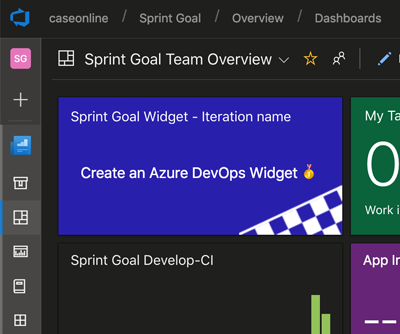 caseonline / Sprint Goal / Overview / Dashboards
SG
Sprint Goal Team Overview
Sprint Goal Widget - Iteration name
Create an Azure DevOps Widget 🏅
My Ta
0
Work i
Sprint Goal Develop-CI
App In